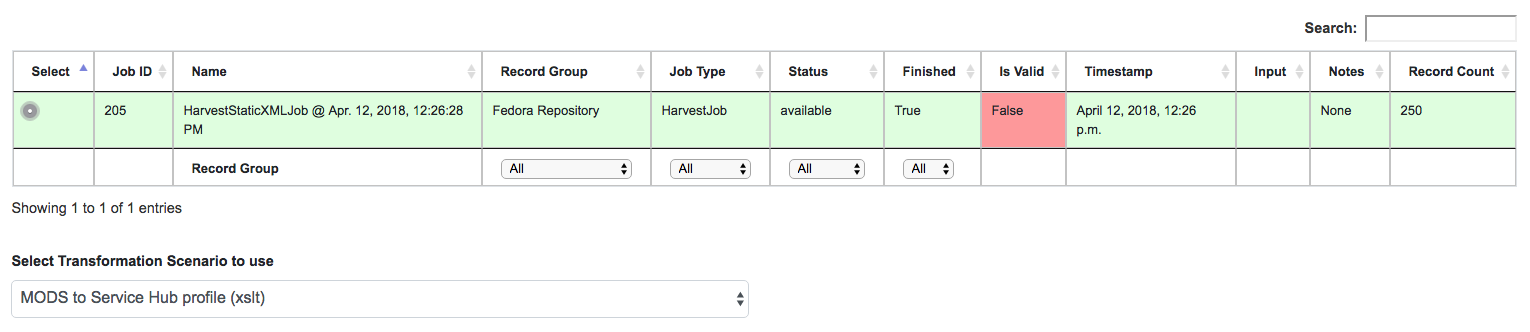 Search:
Select Job ID Name Record Group Job Type Status Finished Is Valid Timestamp Input Notes Record Count
205 HarvestStaticXMLJob @ Apr. 12, 2018, 12:26:28 Fedora Repository HarvestJob available True False April 12, 2018, 12:26 None 250
PM p.m.
Record Group All All All All
Showing 1 to 1 of 1 entries
Select Transformation Scenario to use
MODS to Service Hub profile (xslt)